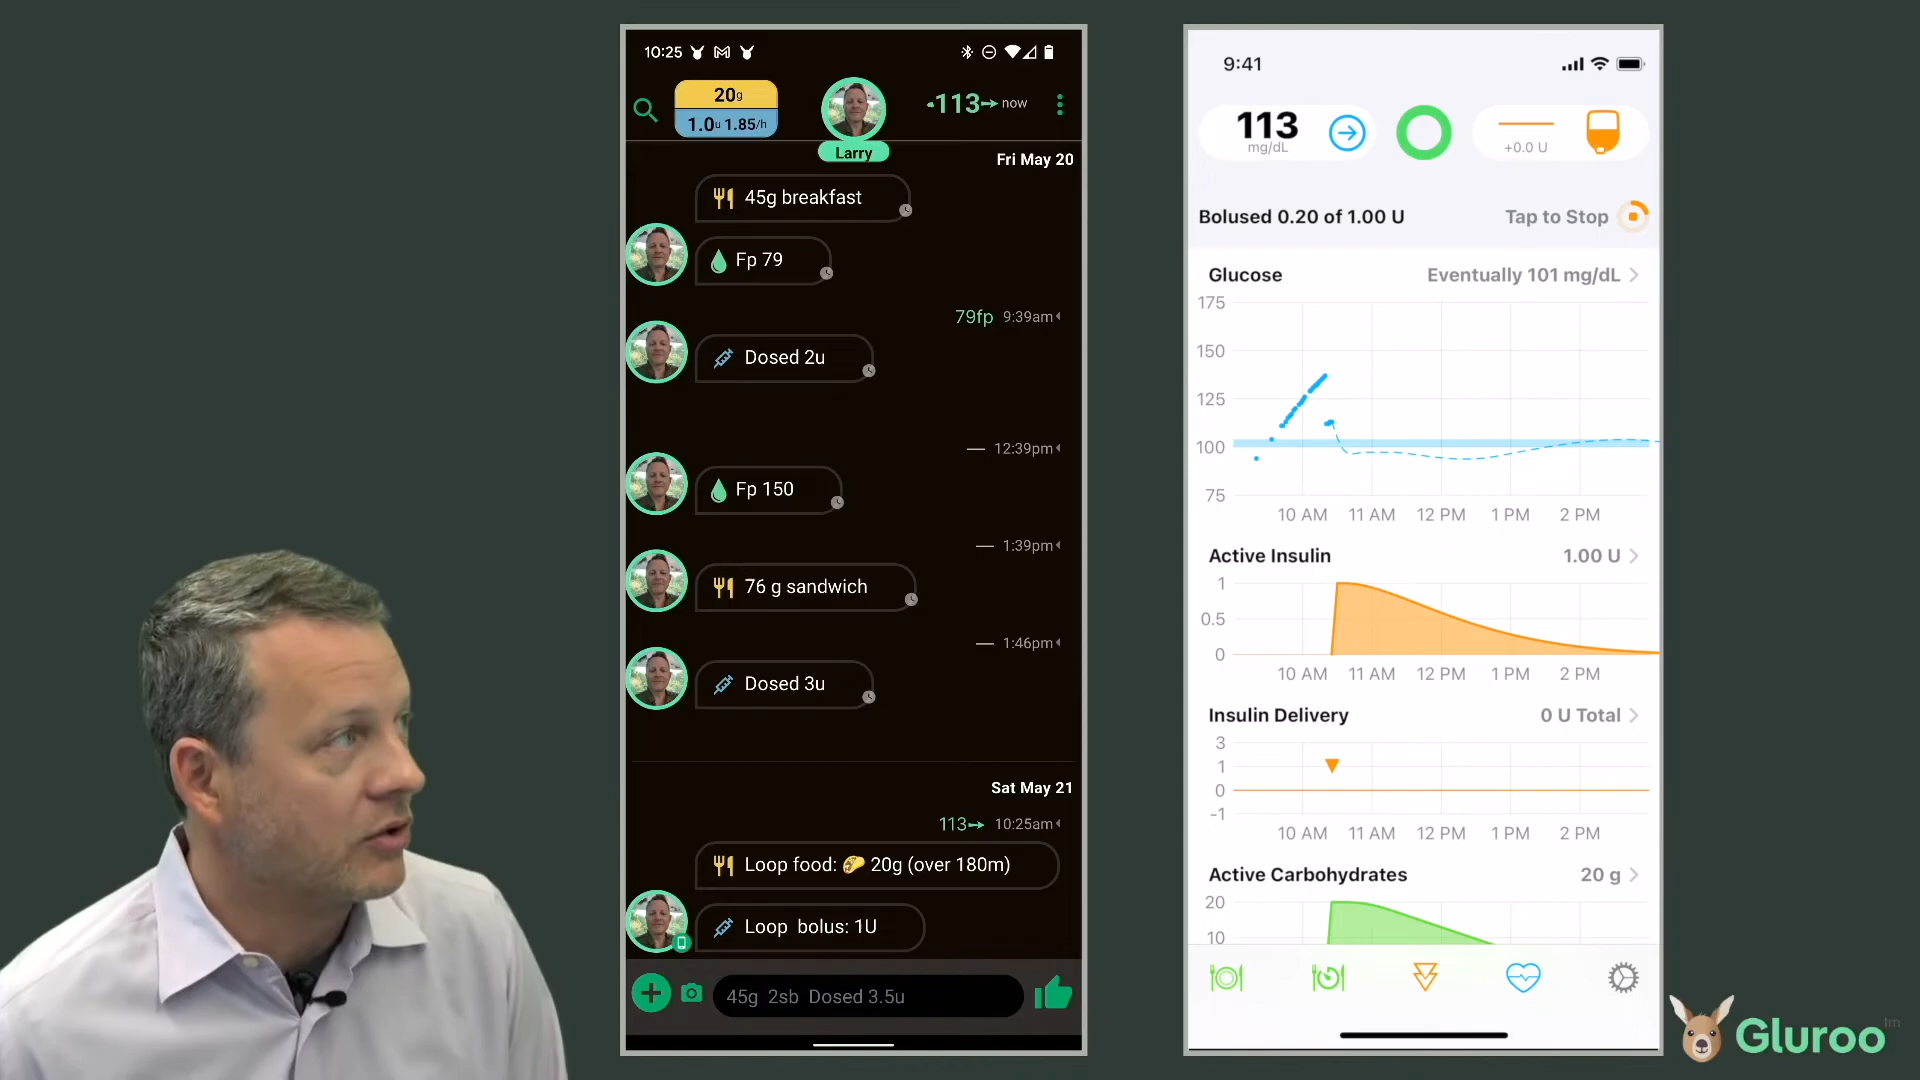 10:25
20g
1.0u 1.85/h
113 now
Larry
Fri May 20
45g breakfast
Fp 79
79fp 9:39am
Dosed 2u
12:39pm
Fp 150
1:39pm
76 g sandwich
1:46pm
Dosed 3u
Sat May 21
113 10:25am
Loop food: 20g (over 180m)
Loop bolus: 1U
45g 2sb Dosed 3.5u
9:41
113
mg/dL
+0.0 U
Bolused 0.20 of 1.00 U Tap to Stop
Glucose Eventually 101 mg/dL
175
150
125
100
75
10 AM 11 AM 12 PM 1 PM 2 PM
Active Insulin 1.00 U
1
0.5
0
10 AM 11 AM 12 PM 1 PM 2 PM
Insulin Delivery 0 U Total
3
1
0
-1
10 AM 11 AM 12 PM 1 PM 2 PM
Active Carbohydrates 20 g
20
10
Gluroo tm